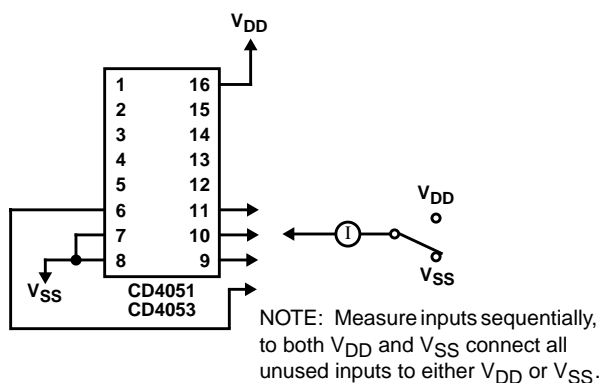 VDD
1 16
2 15
3 14
4 13
5 12
6 11
7 10
8 9
VSS
CD4051
CD4053
I
VDD
VSS
NOTE: Measure inputs sequentially,
to both VDD and VSS connect all
unused inputs to either VDD or VSS.